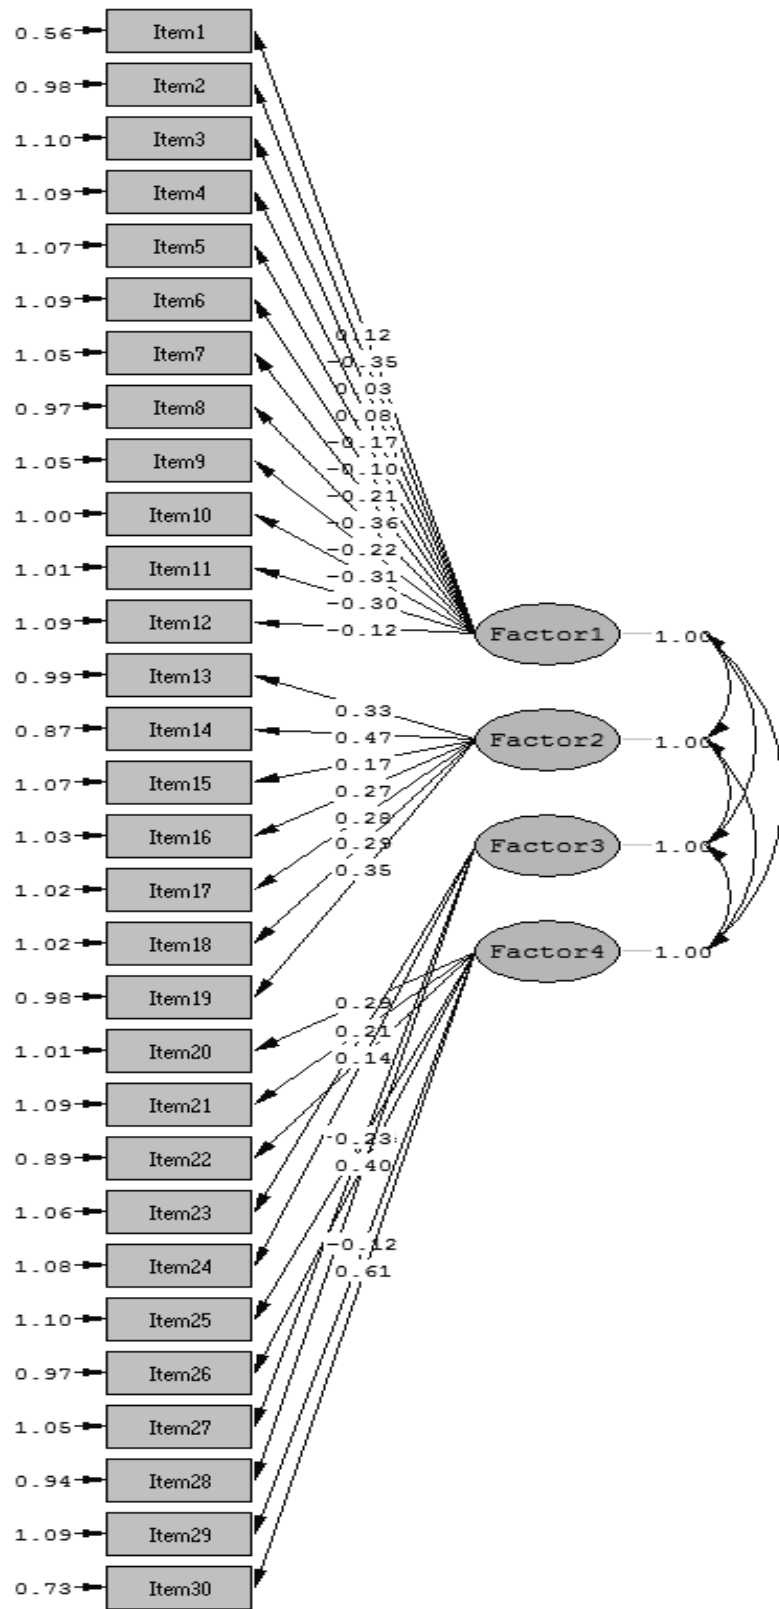 0.56 Item1
0.98 Item2
1.10 Item3
1.09 Item4
1.07 Item5
1.09 Item6
1.05 Item7
0.97 Item8
1.05 Item9
1.00 Item10
1.01 Item11
1.09 Item12
0.99 Item13
0.87 Item14
1.07 Item15
1.03 Item16
1.02 Item17
1.02 Item18
0.98 Item19
1.01 Item20
1.09 Item21
0.89 Item22
1.06 Item23
1.08 Item24
1.10 Item25
0.97 Item26
1.05 Item27
0.94 Item28
1.09 Item29
0.73 Item30
0.12
-0.35
0.03
0.08
-0.17
-0.10
-0.21
-0.36
-0.22
-0.31
-0.30
-0.12
0.33
0.47
0.17
0.27
0.28
0.29
0.35
0.29
0.21
0.14
-0.23
0.40
-0.12
0.61
Factor1 1.00
Factor2 1.00
Factor3 1.00
Factor4 1.00